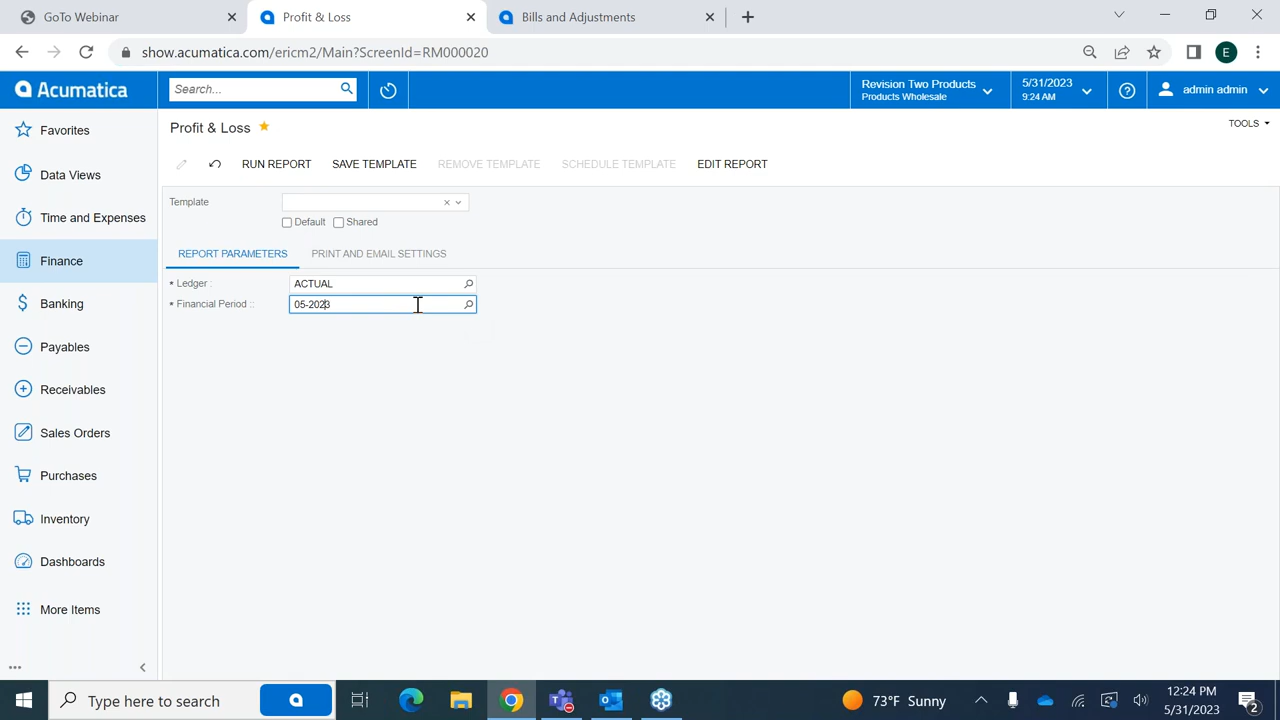 GoTo Webinar
Profit & Loss
Bills and Adjustments
show.acumatica.com/ericm2/Main?ScreenId=RM000020
E
Acumatica
Search...
Revision Two Products
Products Wholesale
5/31/2023
9:24 AM
admin admin
Favorites
Data Views
Time and Expenses
Finance
Banking
Payables
Receivables
Sales Orders
Purchases
Inventory
Dashboards
More Items
Profit & Loss
TOOLS
RUN REPORT
SAVE TEMPLATE
REMOVE TEMPLATE
SCHEDULE TEMPLATE
EDIT REPORT
Template
Default
Shared
REPORT PARAMETERS
PRINT AND EMAIL SETTINGS
* Ledger :
ACTUAL
* Financial Period ::
05-2023
Type here to search
73°F Sunny
12:24 PM
5/31/2023
2